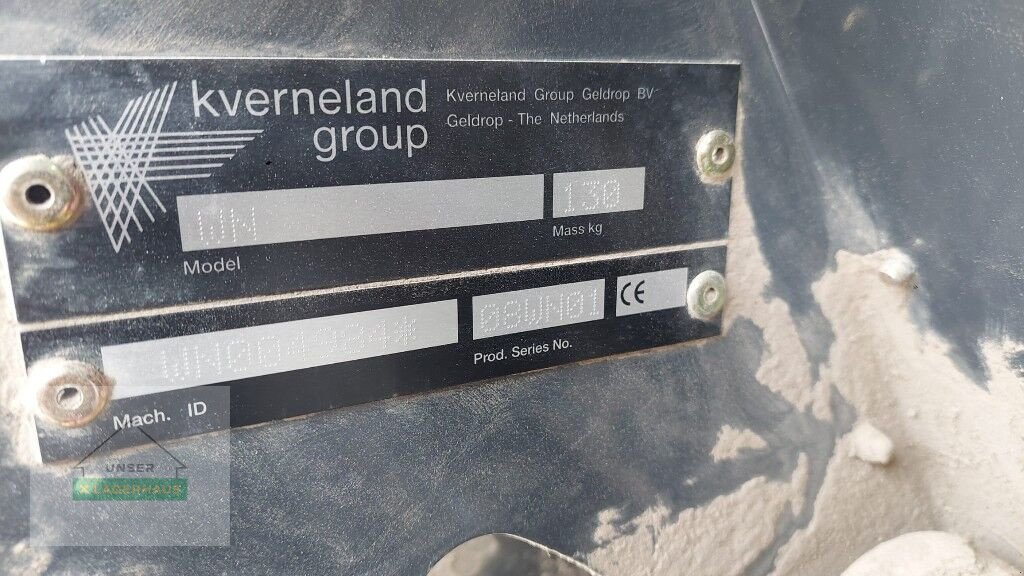 kverneland
group
Kverneland Group Geldrop BV
Geldrop - The Netherlands
WN
130
Model
Mass kg
08WN01
CE
Mach. ID
Prod. Series No.
UNSER
LAGERHAUS